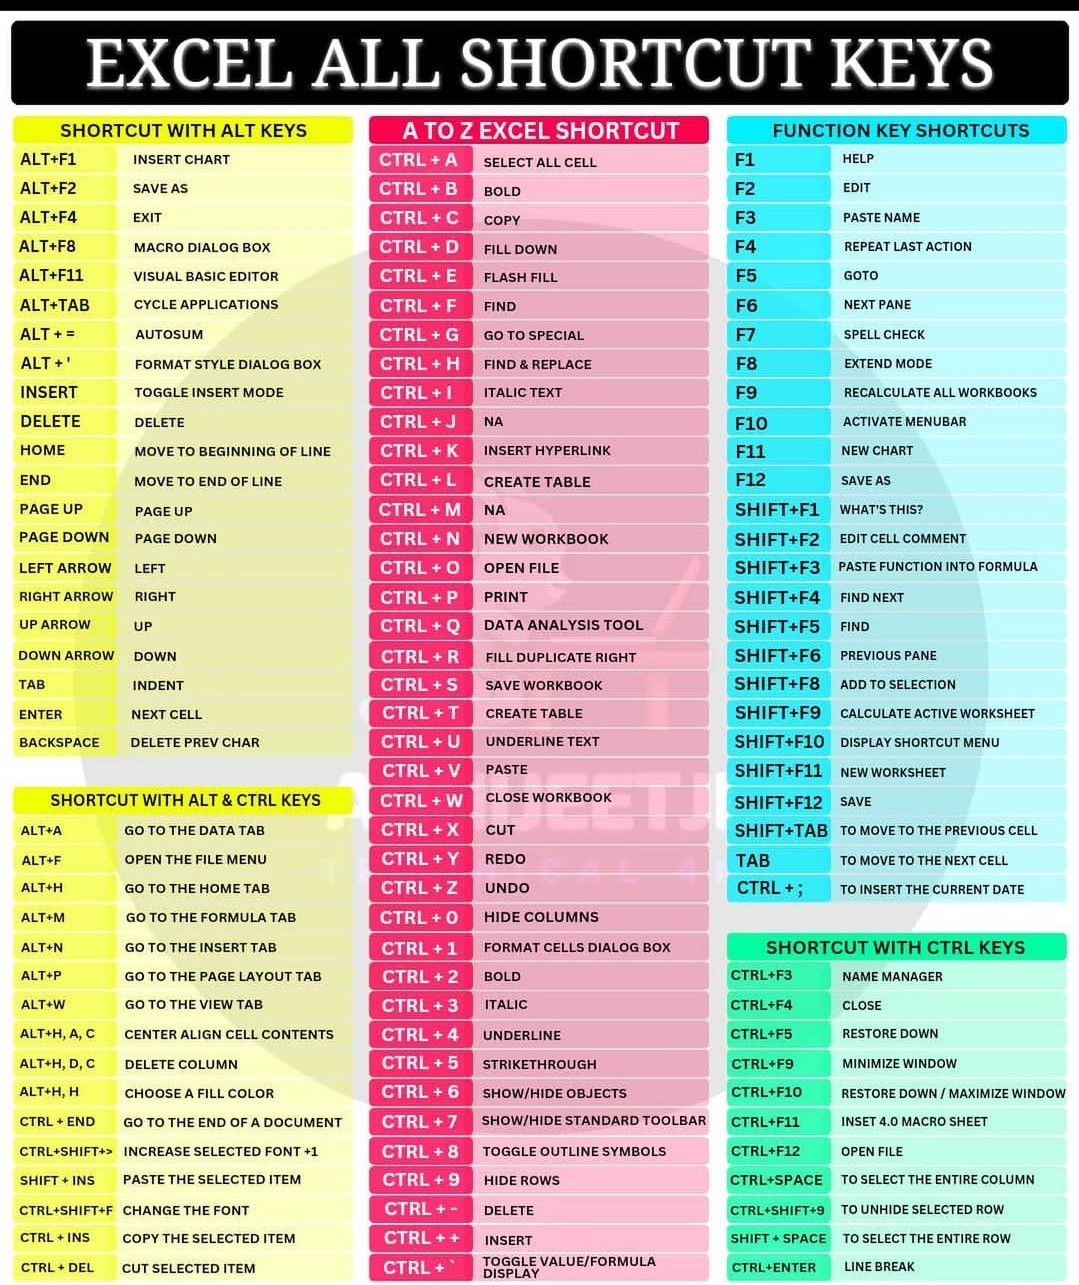 EXCEL ALL SHORTCUT KEYS
SHORTCUT WITH ALT KEYS
ALT+F1 INSERT CHART
ALT+F2 SAVE AS
ALT+F4 EXIT
ALT+F8 MACRO DIALOG BOX
ALT+F11 VISUAL BASIC EDITOR
ALT+TAB CYCLE APPLICATIONS
ALT + = AUTOSUM
ALT + ' FORMAT STYLE DIALOG BOX
INSERT TOGGLE INSERT MODE
DELETE DELETE
HOME MOVE TO BEGINNING OF LINE
END MOVE TO END OF LINE
PAGE UP PAGE UP
PAGE DOWN PAGE DOWN
LEFT ARROW LEFT
RIGHT ARROW RIGHT
UP ARROW UP
DOWN ARROW DOWN
TAB INDENT
ENTER NEXT CELL
BACKSPACE DELETE PREV CHAR
SHORTCUT WITH ALT & CTRL KEYS
ALT+A GO TO THE DATA TAB
ALT+F OPEN THE FILE MENU
ALT+H GO TO THE HOME TAB
ALT+M GO TO THE FORMULA TAB
ALT+N GO TO THE INSERT TAB
ALT+P GO TO THE PAGE LAYOUT TAB
ALT+W GO TO THE VIEW TAB
ALT+H, A, C CENTER ALIGN CELL CONTENTS
ALT+H, D, C DELETE COLUMN
ALT+H, H CHOOSE A FILL COLOR
CTRL + END GO TO THE END OF A DOCUMENT
CTRL+SHIFT+> INCREASE SELECTED FONT +1
SHIFT + INS PASTE THE SELECTED ITEM
CTRL+SHIFT+F CHANGE THE FONT
CTRL + INS COPY THE SELECTED ITEM
CTRL + DEL CUT SELECTED ITEM
A TO Z EXCEL SHORTCUT
CTRL + A SELECT ALL CELL
CTRL + B BOLD
CTRL + C COPY
CTRL + D FILL DOWN
CTRL + E FLASH FILL
CTRL + F FIND
CTRL + G GO TO SPECIAL
CTRL + H FIND & REPLACE
CTRL + I ITALIC TEXT
CTRL + J NA
CTRL + K INSERT HYPERLINK
CTRL + L CREATE TABLE
CTRL + M NA
CTRL + N NEW WORKBOOK
CTRL + O OPEN FILE
CTRL + P PRINT
CTRL + Q DATA ANALYSIS TOOL
CTRL + R FILL DUPLICATE RIGHT
CTRL + S SAVE WORKBOOK
CTRL + T CREATE TABLE
CTRL + U UNDERLINE TEXT
CTRL + V PASTE
CTRL + W CLOSE WORKBOOK
CTRL + X CUT
CTRL + Y REDO
CTRL + Z UNDO
CTRL + 0 HIDE COLUMNS
CTRL + 1 FORMAT CELLS DIALOG BOX
CTRL + 2 BOLD
CTRL + 3 ITALIC
CTRL + 4 UNDERLINE
CTRL + 5 STRIKETHROUGH
CTRL + 6 SHOW/HIDE OBJECTS
CTRL + 7 SHOW/HIDE STANDARD TOOLBAR
CTRL + 8 TOGGLE OUTLINE SYMBOLS
CTRL + 9 HIDE ROWS
CTRL + - DELETE
CTRL + + INSERT
CTRL + ` TOGGLE VALUE/FORMULA
DISPLAY
FUNCTION KEY SHORTCUTS
F1 HELP
F2 EDIT
F3 PASTE NAME
F4 REPEAT LAST ACTION
F5 GOTO
F6 NEXT PANE
F7 SPELL CHECK
F8 EXTEND MODE
F9 RECALCULATE ALL WORKBOOKS
F10 ACTIVATE MENUBAR
F11 NEW CHART
F12 SAVE AS
SHIFT+F1 WHAT'S THIS?
SHIFT+F2 EDIT CELL COMMENT
SHIFT+F3 PASTE FUNCTION INTO FORMULA
SHIFT+F4 FIND NEXT
SHIFT+F5 FIND
SHIFT+F6 PREVIOUS PANE
SHIFT+F8 ADD TO SELECTION
SHIFT+F9 CALCULATE ACTIVE WORKSHEET
SHIFT+F10 DISPLAY SHORTCUT MENU
SHIFT+F11 NEW WORKSHEET
SHIFT+F12 SAVE
SHIFT+TAB TO MOVE TO THE PREVIOUS CELL
TAB TO MOVE TO THE NEXT CELL
CTRL + ; TO INSERT THE CURRENT DATE
SHORTCUT WITH CTRL KEYS
CTRL+F3 NAME MANAGER
CTRL+F4 CLOSE
CTRL+F5 RESTORE DOWN
CTRL+F9 MINIMIZE WINDOW
CTRL+F10 RESTORE DOWN / MAXIMIZE WINDOW
CTRL+F11 INSET 4.0 MACRO SHEET
CTRL+F12 OPEN FILE
CTRL+SPACE TO SELECT THE ENTIRE COLUMN
CTRL+SHIFT+9 TO UNHIDE SELECTED ROW
SHIFT + SPACE TO SELECT THE ENTIRE ROW
CTRL+ENTER LINE BREAK